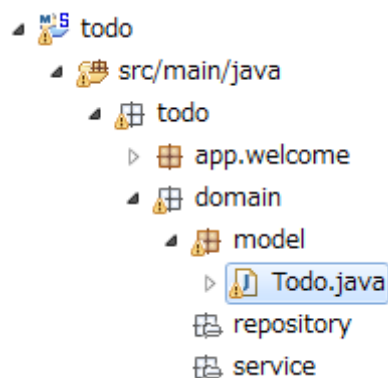 todo
src/main/java
todo
app.welcome
domain
model
Todo.java
repository
service